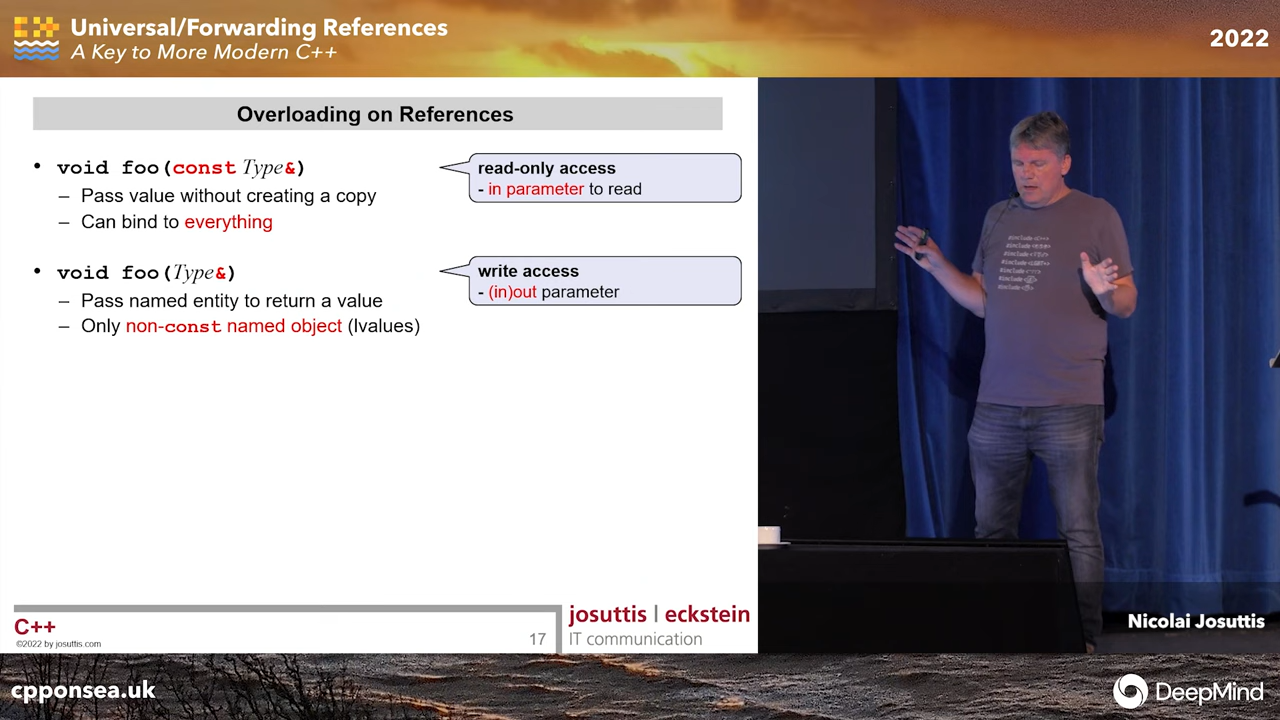 Universal/Forwarding References
A Key to More Modern C++
2022
Overloading on References
• void foo(const Type&)
– Pass value without creating a copy
– Can bind to everything
read-only access
- in parameter to read
• void foo(Type&)
– Pass named entity to return a value
– Only non-const named object (lvalues)
write access
- (in)out parameter
C++
©2022 by josuttis.com
17
josuttis | eckstein
IT communication
Nicolai Josuttis
cpponsea.uk
DeepMind